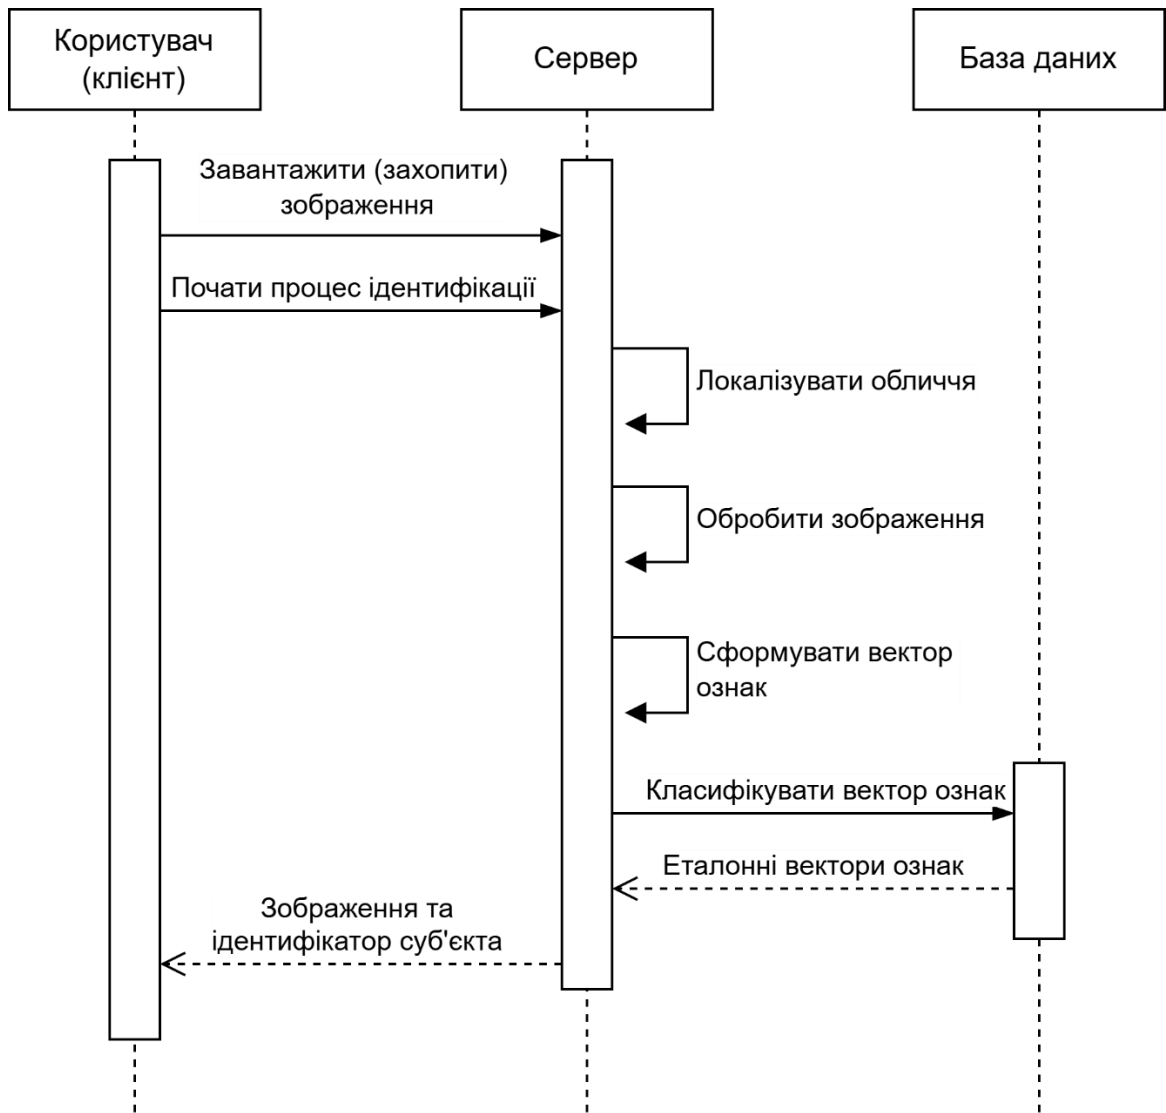 Користувач
(клієнт)
Сервер
База даних
Завантажити (захопити)
зображення
Почати процес ідентифікації
Локалізувати обличчя
Обробити зображення
Сформувати вектор
ознак
Класифікувати вектор ознак
Еталонні вектори ознак
Зображення та
ідентифікатор суб'єкта